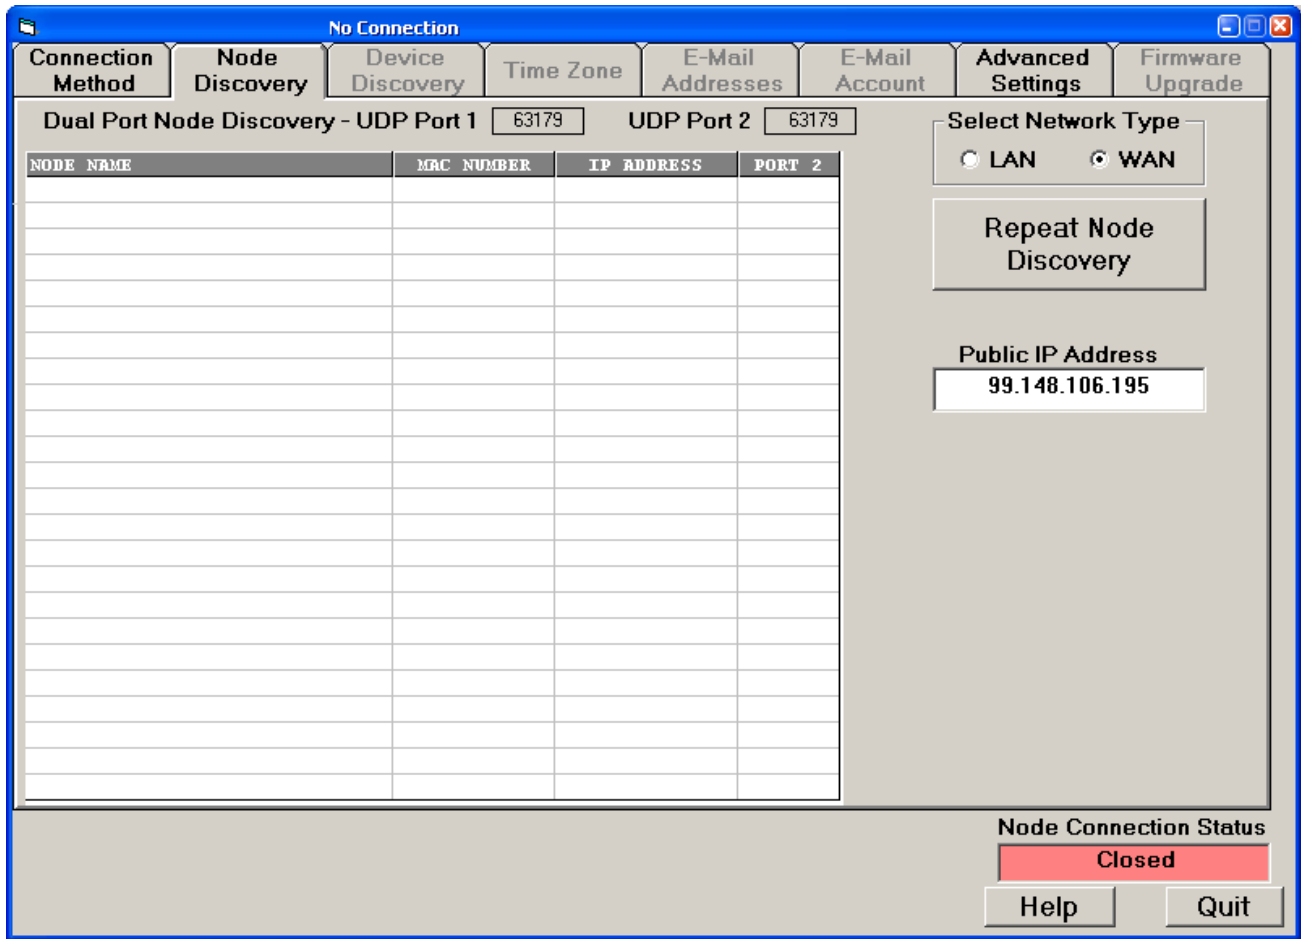 No Connection
Connection Method
Node Discovery
Device Discovery
Time Zone
E-Mail Addresses
E-Mail Account
Advanced Settings
Firmware Upgrade
Dual Port Node Discovery - UDP Port 1 63179 UDP Port 2 63179
Select Network Type
LAN WAN
NODE NAME MAC NUMBER IP ADDRESS PORT 2
Repeat Node
Discovery
Public IP Address
99.148.106.195
Node Connection Status
Closed
Help Quit